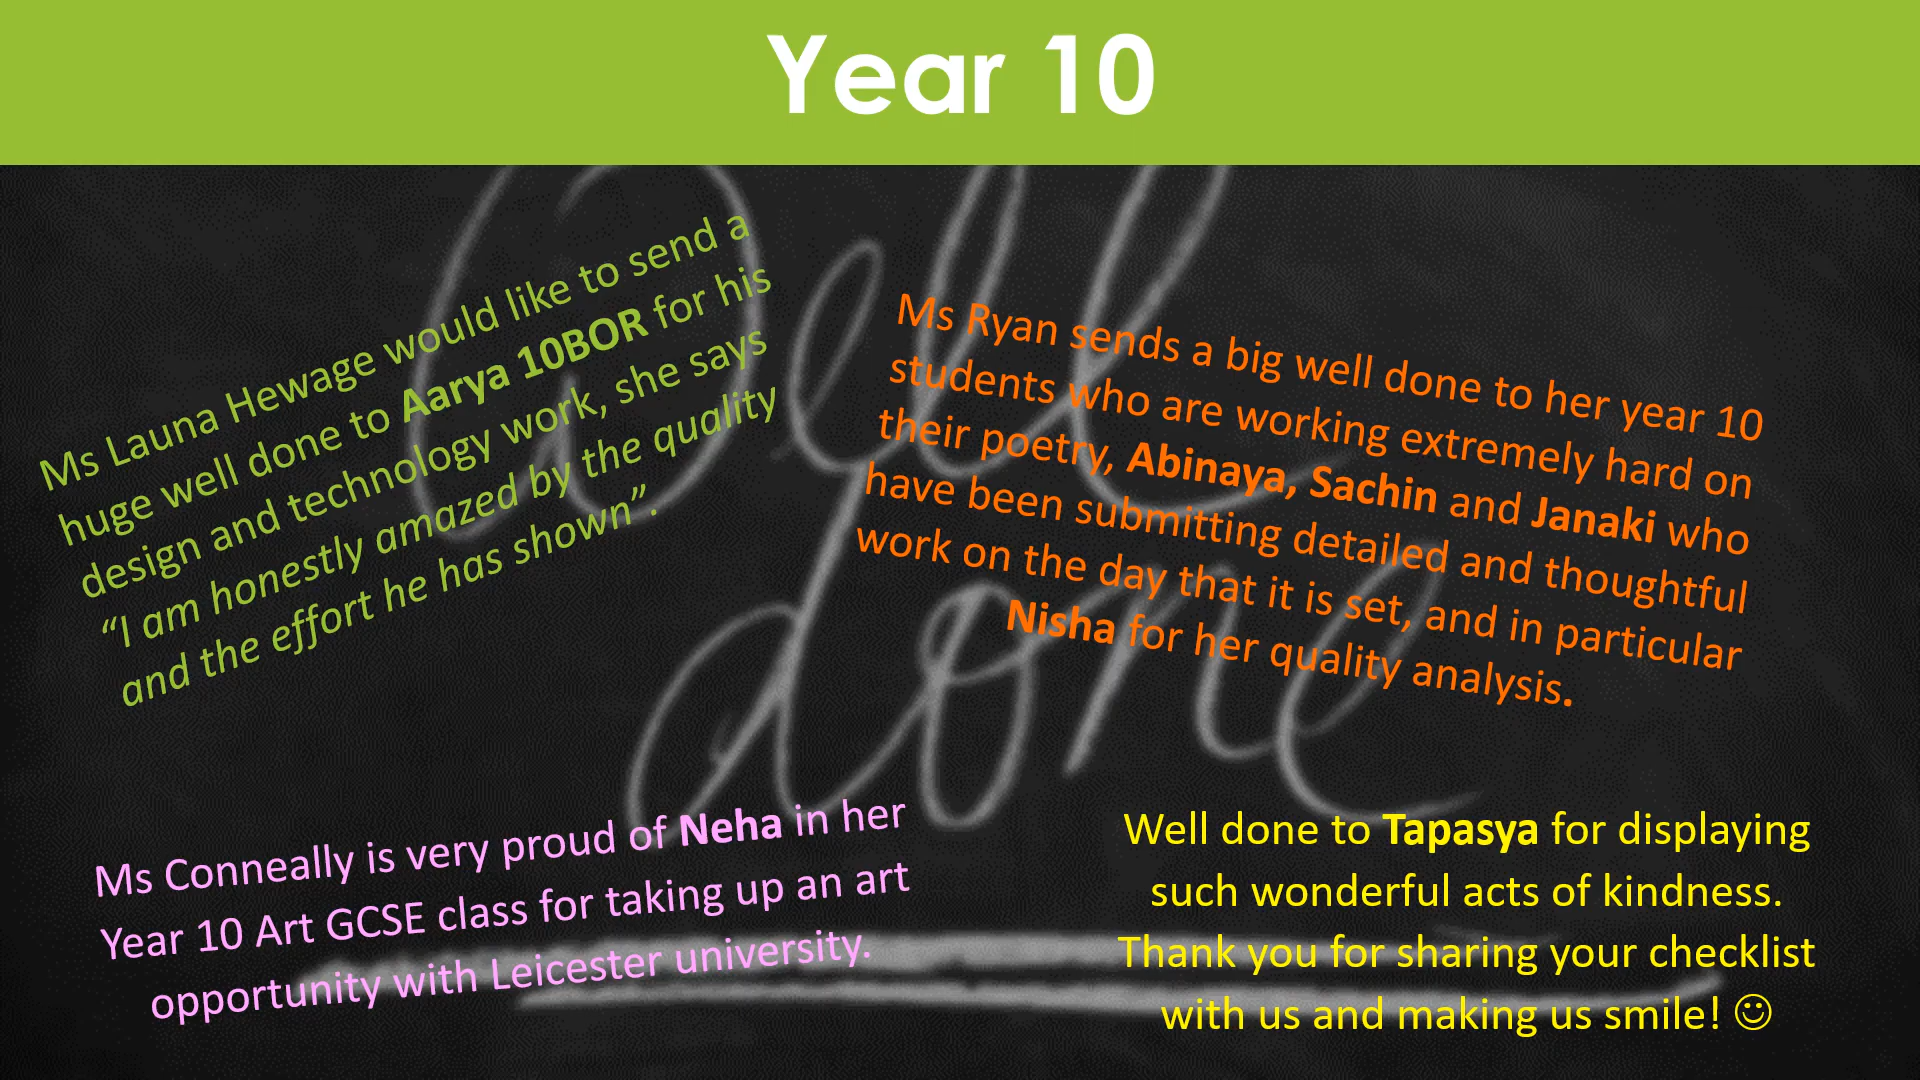 Year 10
Well
done
Ms Launa Hewage would like to send a
huge well done to Aarya 10BOR for his
design and technology work, she says
“I am honestly amazed by the quality
and the effort he has shown”.
Ms Ryan sends a big well done to her year 10
students who are working extremely hard on
their poetry, Abinaya, Sachin and Janaki who
have been submitting detailed and thoughtful
work on the day that it is set, and in particular
Nisha for her quality analysis.
Ms Conneally is very proud of Neha in her
Year 10 Art GCSE class for taking up an art
opportunity with Leicester university.
Well done to Tapasya for displaying
such wonderful acts of kindness.
Thank you for sharing your checklist
with us and making us smile! ☺